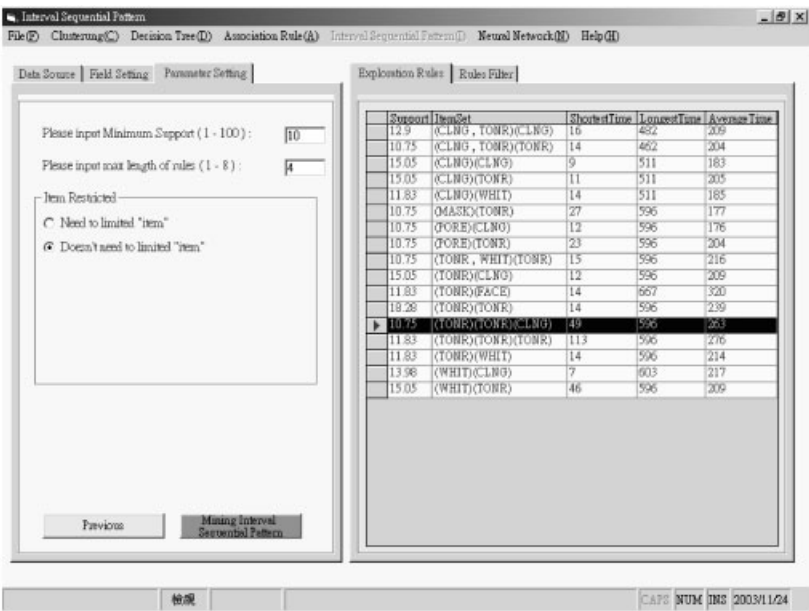 Interval Sequential Pattern
File(F) Clusterung(C) Decision Tree(D) Association Rule(A) Interval Sequential Pattern(I) Neural Network(N) Help(H)
Data Source Field Setting Parameter Setting
Exploration Rules Rules Filter
Please input Minimum Support ( 1 - 100 ) : 10
Please input max length of rules ( 1 - 8 ) : 4
Item Restricted
Need to limited "item"
Doesn't need to limited "item"
Support ItemSet ShortestTime LongestTime AverageTime
12.9 (CLNG , TONR)(CLNG) 16 482 209
10.75 (CLNG , TONR)(TONR) 14 462 204
15.05 (CLNG)(CLNG) 9 511 183
15.05 (CLNG)(TONR) 11 511 205
11.83 (CLNG)(WHIT) 14 511 185
10.75 (MASK)(TONR) 27 596 177
10.75 (PORE)(CLNG) 12 596 176
10.75 (PORE)(TONR) 23 596 204
10.75 (TONR , WHIT)(TONR) 15 596 216
15.05 (TONR)(CLNG) 12 596 209
11.83 (TONR)(FACE) 14 667 320
18.28 (TONR)(TONR) 14 596 239
10.75 (TONR)(TONR)(CLNG) 49 596 263
11.83 (TONR)(TONR)(TONR) 113 596 276
11.83 (TONR)(WHIT) 14 596 214
13.98 (WHIT)(CLNG) 7 603 217
15.05 (WHIT)(TONR) 46 596 209
Previous
Mining Interval
Sequential Pattern
檢視 CAPS NUM INS 2003/11/24